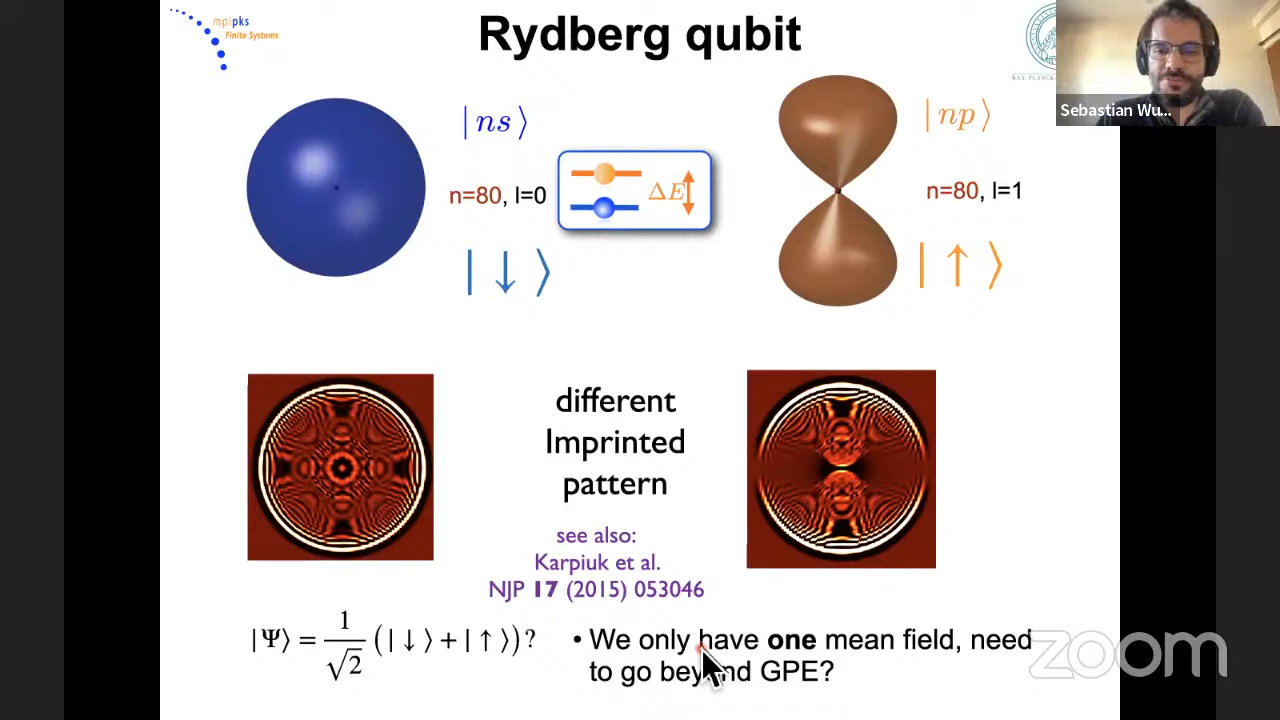 mpipks
Finite Systems
Rydberg qubit
MAX PLANCK
Sebastian Wu...
| ns ⟩
n=80, l=0
ΔE
| ↓ ⟩
| np ⟩
n=80, l=1
| ↑ ⟩
different
Imprinted
pattern
see also:
Karpiuk et al.
NJP 17 (2015) 053046
|Ψ⟩ = 1/√2 (| ↓ ⟩ + | ↑ ⟩)?
• We only have one mean field, need
to go beyond GPE?
zoom